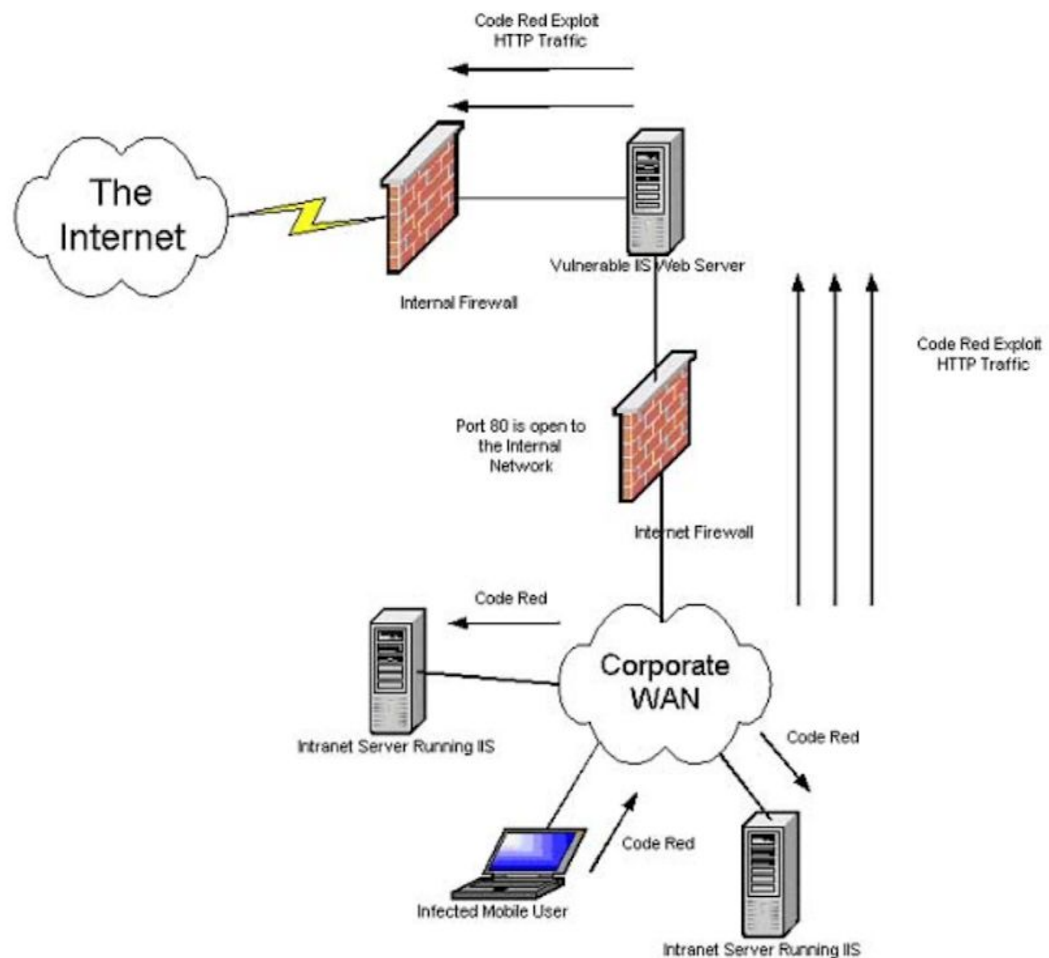 Code Red Exploit
HTTP Traffic
The
Internet
Vulnerable IIS Web Server
Internal Firewall
Code Red Exploit
HTTP Traffic
Port 80 is open to
the Internal
Network
Internet Firewall
Code Red
Corporate
WAN
Intranet Server Running IIS
Code Red
Code Red
Infected Mobile User
Intranet Server Running IIS